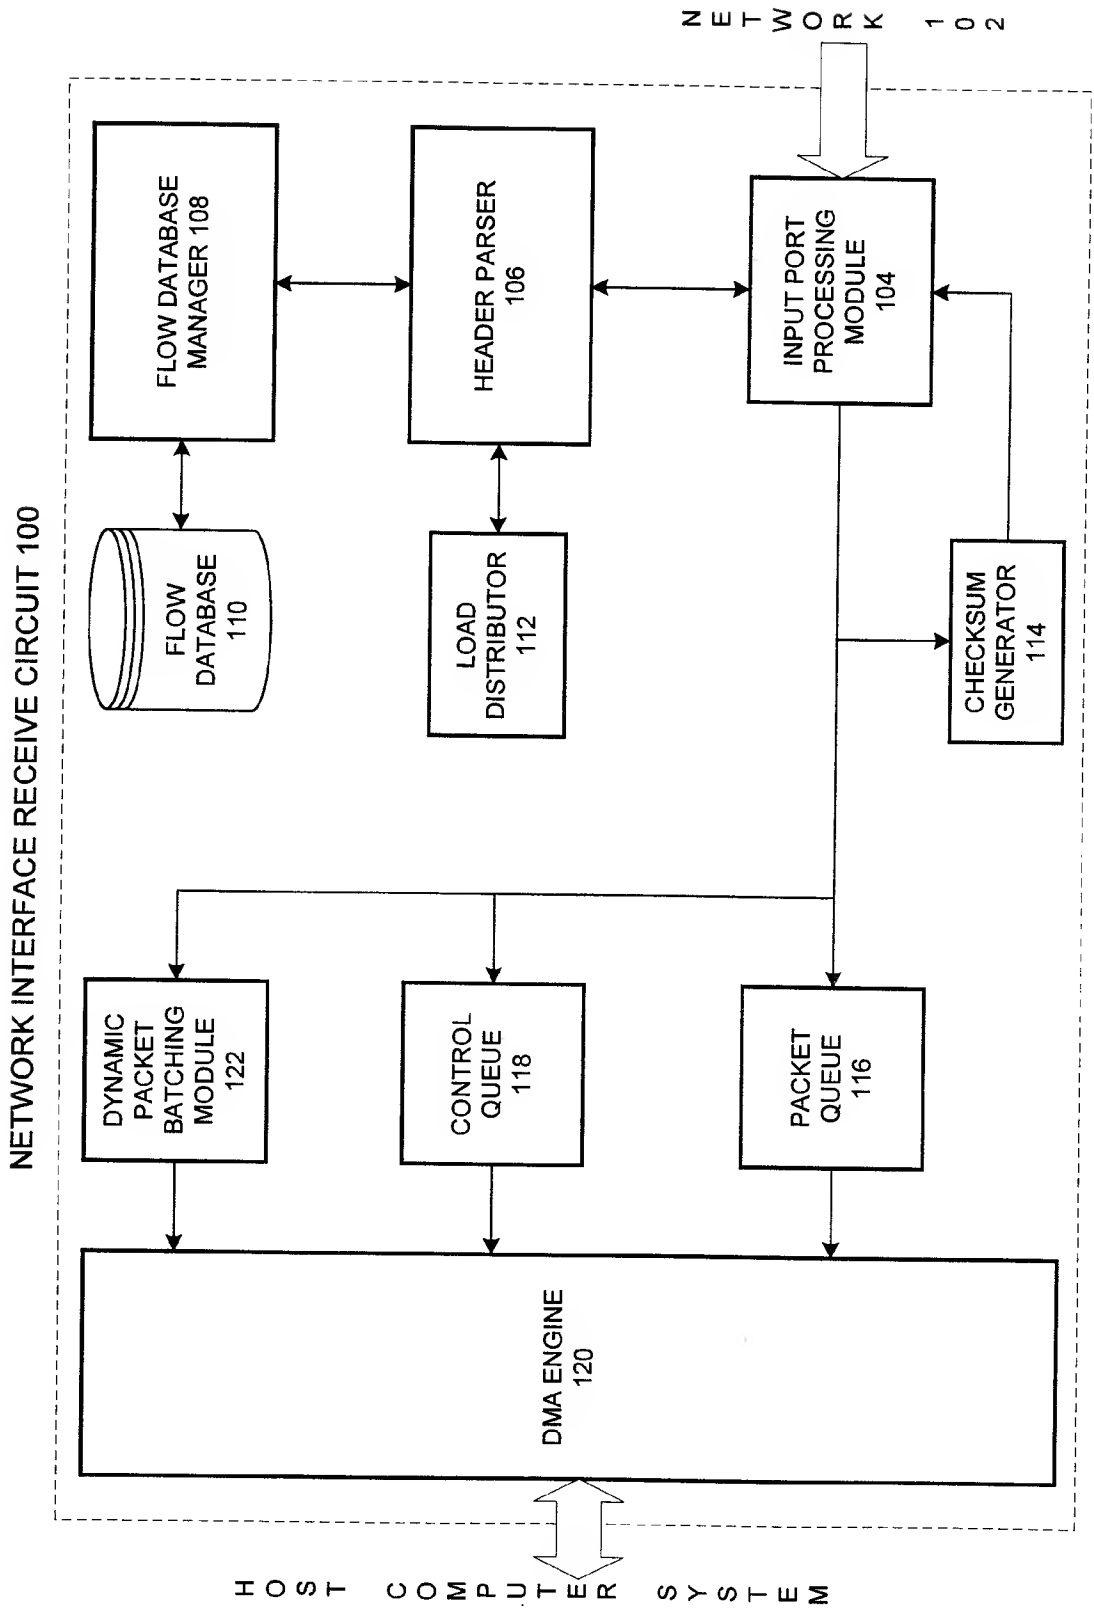 NETWORK INTERFACE RECEIVE CIRCUIT 100
HOST COMPUTER SYSTEM
DMA ENGINE
120
DYNAMIC
PACKET
BATCHING
MODULE
122
CONTROL
QUEUE
118
PACKET
QUEUE
116
FLOW
DATABASE
110
LOAD
DISTRIBUTOR
112
CHECKSUM
GENERATOR
114
FLOW DATABASE
MANAGER 108
HEADER PARSER
106
INPUT PORT
PROCESSING
MODULE
104
NETWORK 102